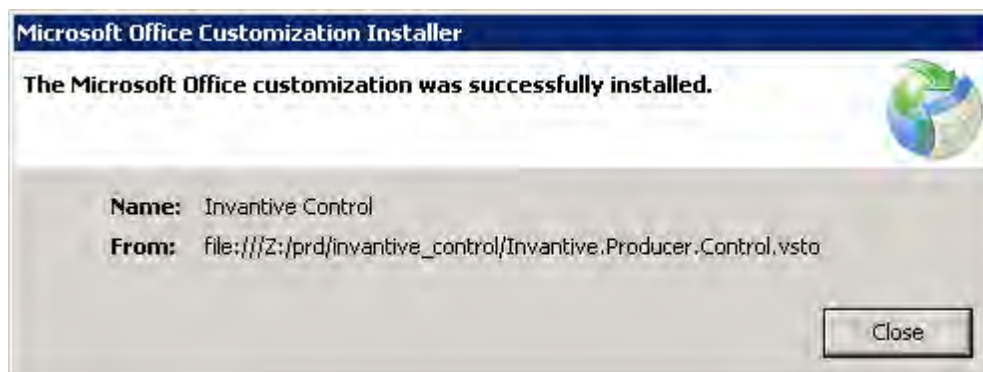 Microsoft Office Customization Installer
The Microsoft Office customization was successfully installed.
Name: Invantive Control
From: file:///Z:/prd/invantive_control/Invantive.Producer.Control.vsto
Close